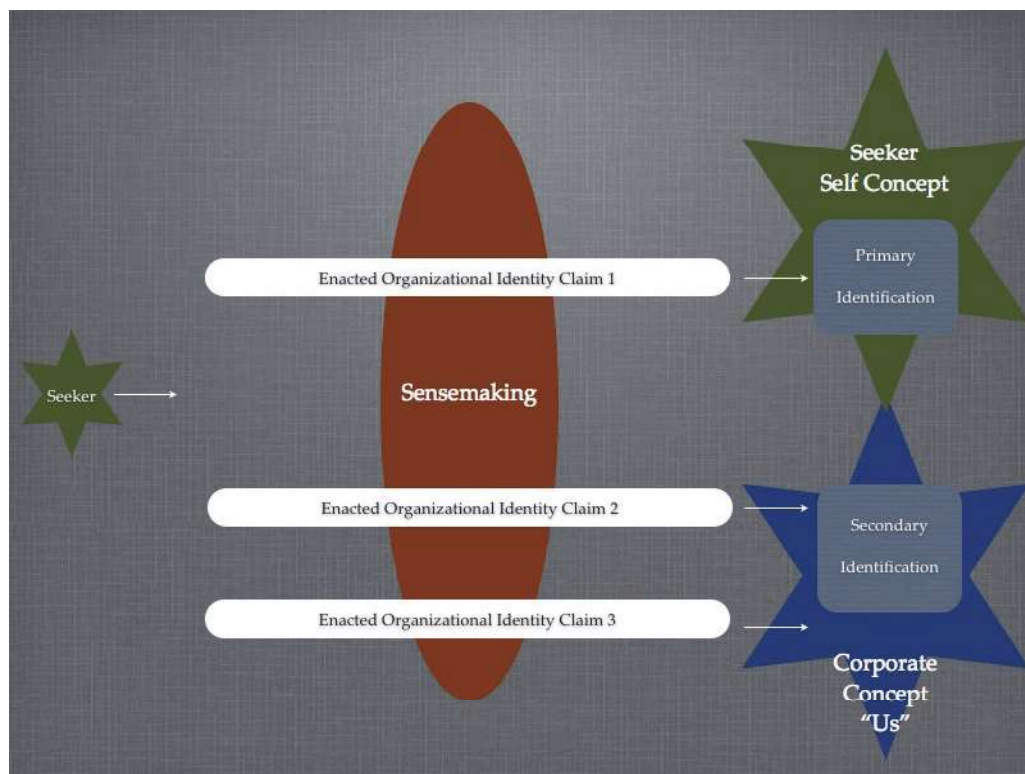 Seeker
Self Concept
Primary
Identification
Enacted Organizational Identity Claim 1
Seeker
Sensemaking
Enacted Organizational Identity Claim 2
Secondary
Identification
Enacted Organizational Identity Claim 3
Corporate
Concept
“Us”